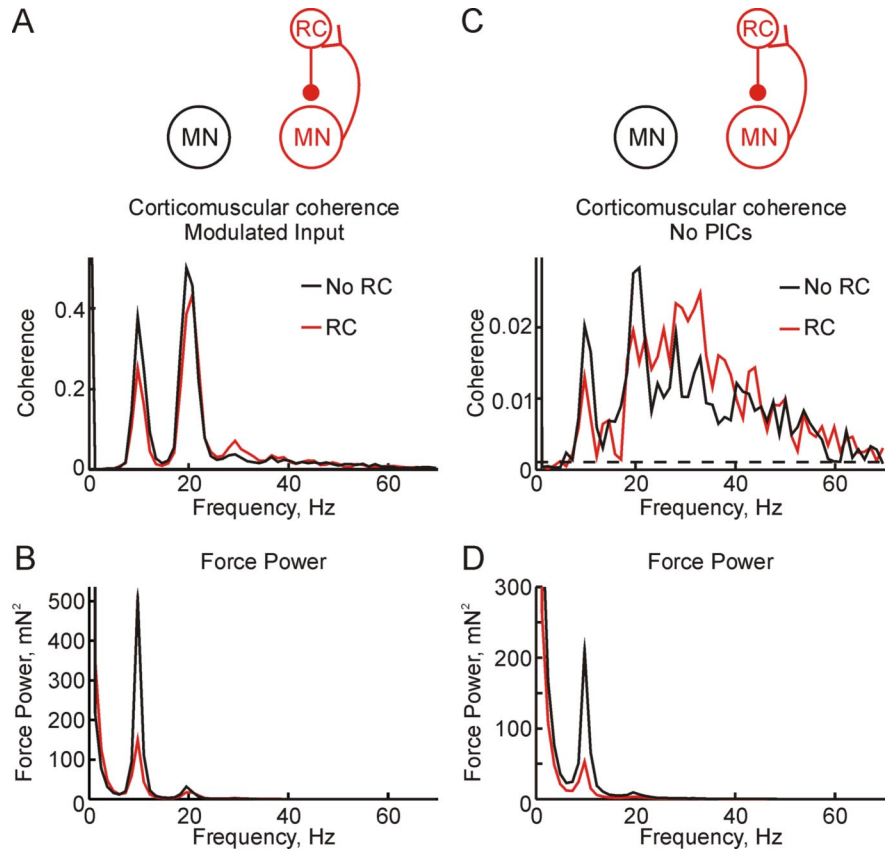 A
RC
MN
MN
Corticomuscular coherence
Modulated Input
Coherence
0.4
0.2
0
No RC
RC
0
20
40
60
Frequency, Hz
B
Force Power
Force Power, mN²
500
400
300
200
100
0
0
20
40
60
Frequency, Hz
C
RC
MN
MN
Corticomuscular coherence
No PICs
Coherence
0.02
0.01
0
No RC
RC
0
20
40
60
Frequency, Hz
D
Force Power
Force Power, mN²
300
200
100
0
0
20
40
60
Frequency, Hz